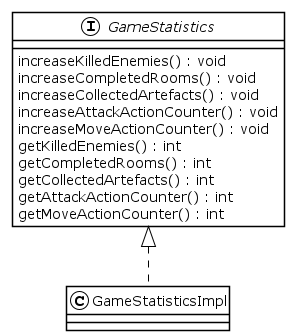 I GameStatistics
increaseKilledEnemies() : void
increaseCompletedRooms() : void
increaseCollectedArtefacts() : void
increaseAttackActionCounter() : void
increaseMoveActionCounter() : void
getKilledEnemies() : int
getCompletedRooms() : int
getCollectedArtefacts() : int
getAttackActionCounter() : int
getMoveActionCounter() : int
C GameStatisticsImpl